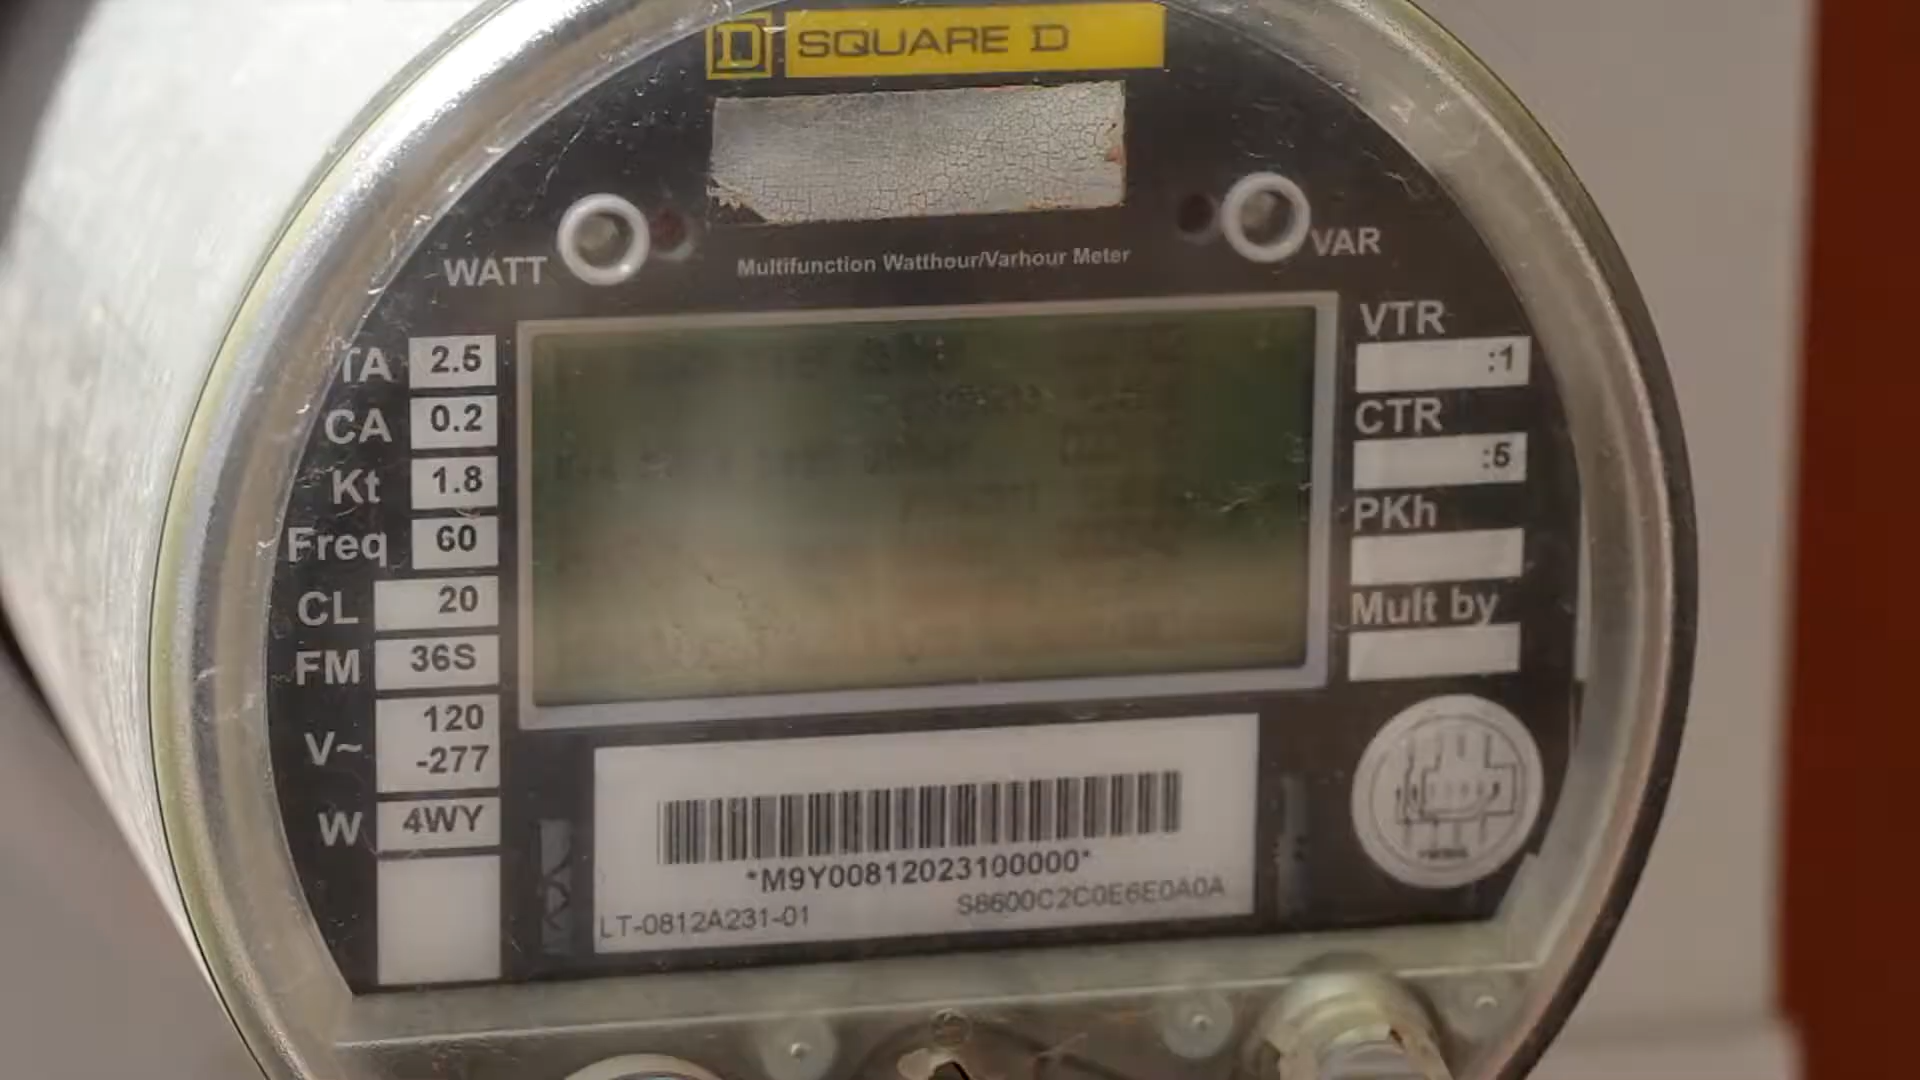 D SQUARE D
WATT
Multifunction Watthour/Varhour Meter
VAR
TA 2.5
CA 0.2
Kt 1.8
Freq 60
CL 20
FM 36S
V~ 120
-277
W 4WY
VTR
:1
CTR
:5
PKh
Mult by
*M9Y00812023100000*
LT-0812A231-01
S8600C2C0E6E0A0A